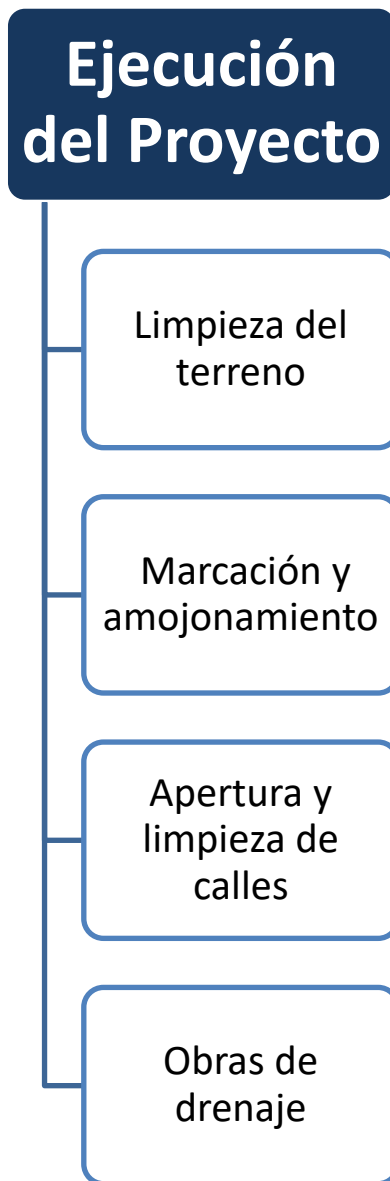 Ejecución
del Proyecto
Limpieza del
terreno
Marcación y
amojonamiento
Apertura y
limpieza de
calles
Obras de
drenaje